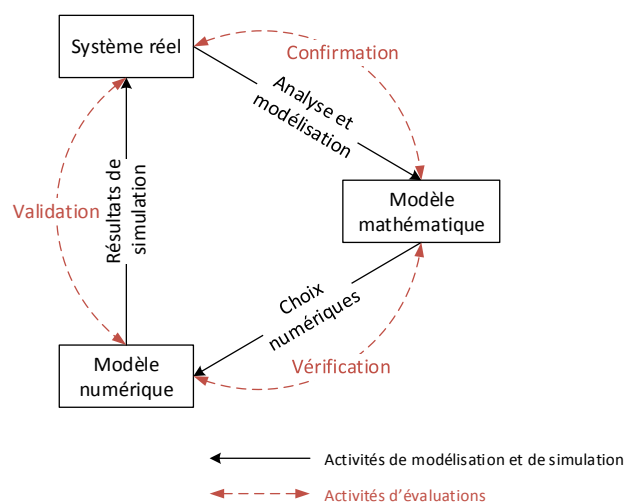 Système réel
Confirmation
Analyse et
modélisation
Modèle
mathématique
Validation
Résultats de
simulation
Choix
numériques
Modèle
numérique
Vérification
Activités de modélisation et de simulation
Activités d'évaluations